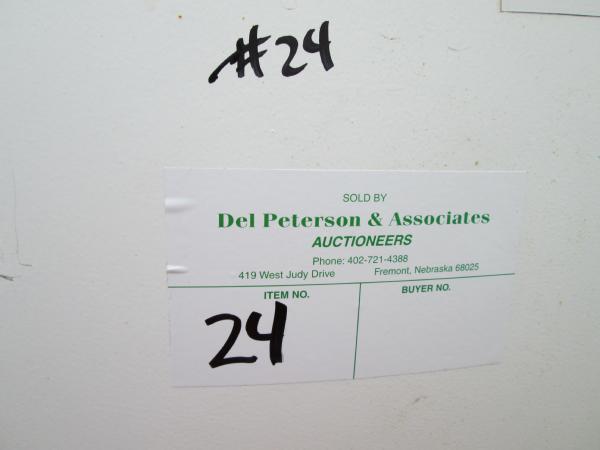 #24
SOLD BY
Del Peterson & Associates
AUCTIONEERS
Phone: 402-721-4388
419 West Judy Drive Fremont, Nebraska 68025
ITEM NO. BUYER NO.
24